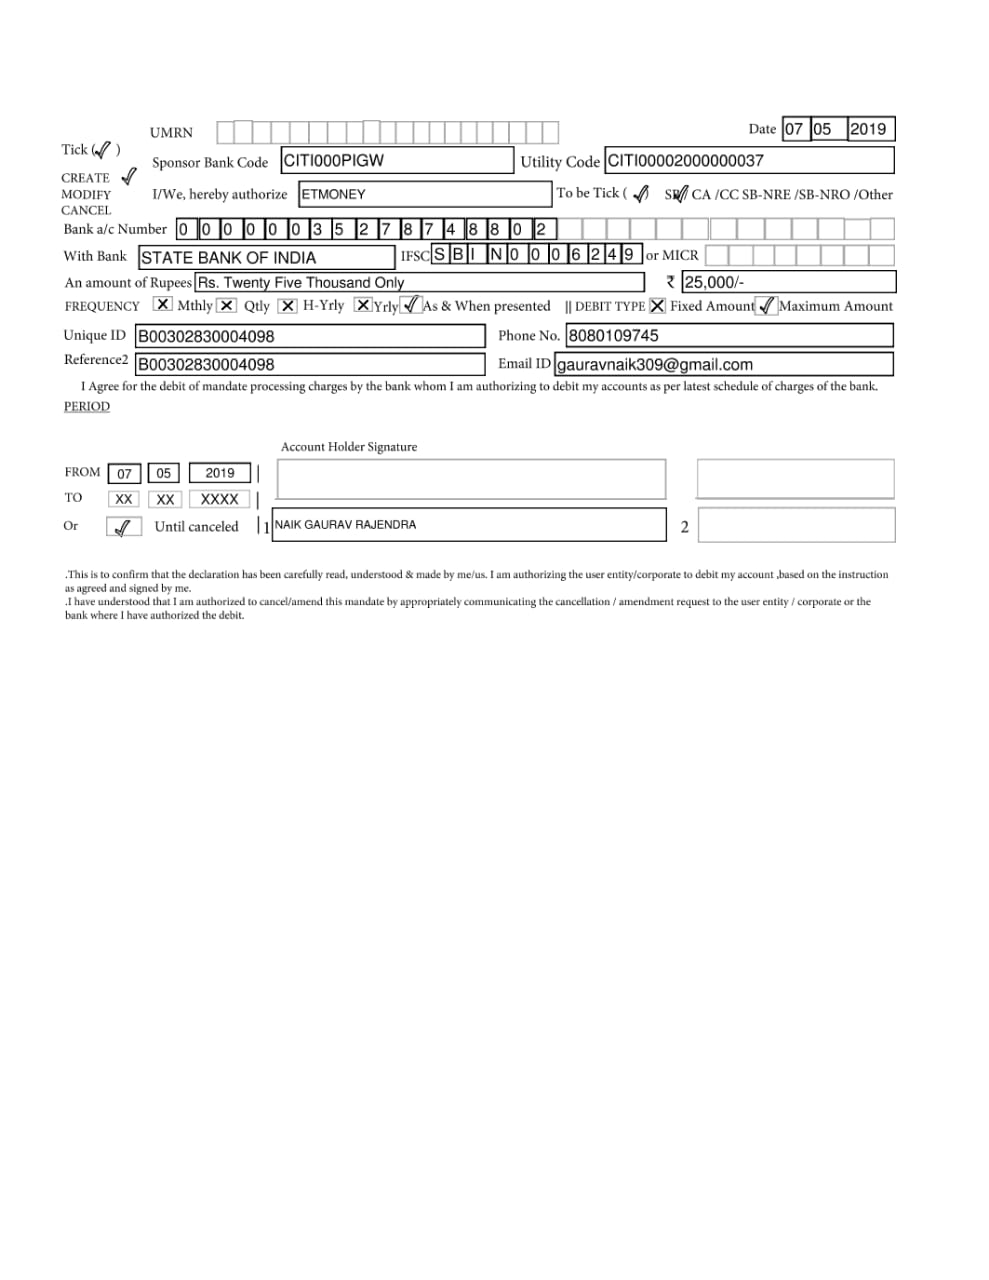 UMRN Date 07 05 2019
Tick (✓)
Sponsor Bank Code CITI000PIGW Utility Code CITI00002000000037
CREATE ✓
MODIFY I/We, hereby authorize ETMONEY To be Tick ( ✓) SB✓ CA /CC SB-NRE /SB-NRO /Other
CANCEL
Bank a/c Number 0 0 0 0 0 0 3 5 2 7 8 7 4 8 8 0 2
With Bank STATE BANK OF INDIA IFSC S B I N 0 0 0 6 2 4 9 or MICR
An amount of Rupees Rs. Twenty Five Thousand Only ₹ 25,000/-
FREQUENCY X Mthly X Qtly X H-Yrly X Yrly ✓ As & When presented || DEBIT TYPE X Fixed Amount ✓ Maximum Amount
Unique ID B00302830004098 Phone No. 8080109745
Reference2 B00302830004098 Email ID gauravnaik309@gmail.com
I Agree for the debit of mandate processing charges by the bank whom I am authorizing to debit my accounts as per latest schedule of charges of the bank.
PERIOD
Account Holder Signature
FROM 07 05 2019 |
TO XX XX XXXX |
Or ✓ Until canceled | 1 NAIK GAURAV RAJENDRA 2
.This is to confirm that the declaration has been carefully read, understood & made by me/us. I am authorizing the user entity/corporate to debit my account ,based on the instruction
as agreed and signed by me.
.I have understood that I am authorized to cancel/amend this mandate by appropriately communicating the cancellation / amendment request to the user entity / corporate or the
bank where I have authorized the debit.